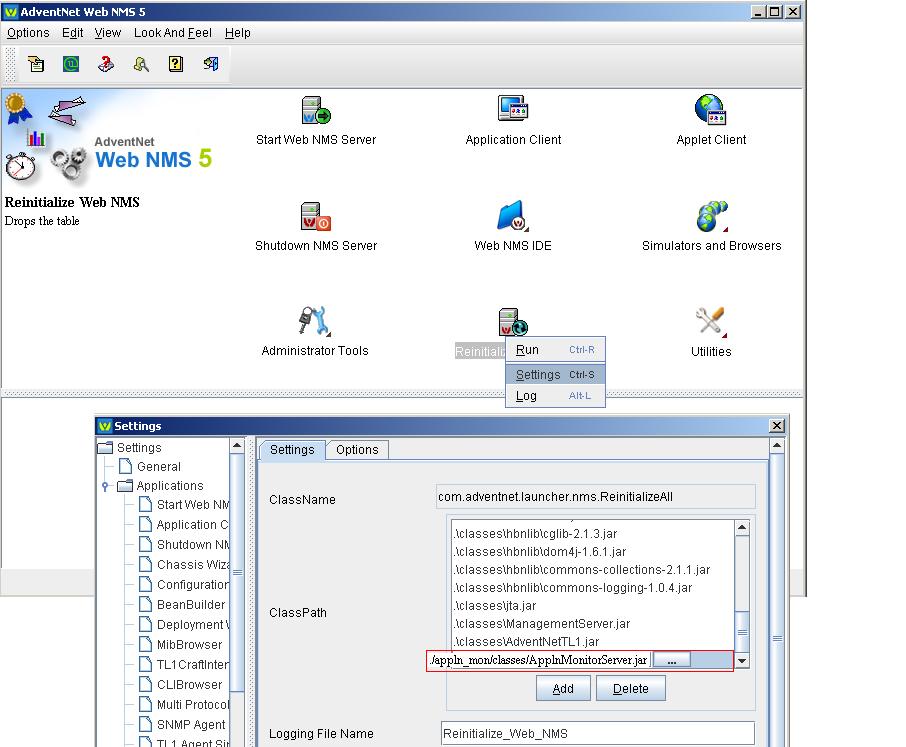 AdventNet Web NMS 5
Options Edit View Look And Feel Help
AdventNet
Web NMS 5
Reinitialize Web NMS
Drops the table
Start Web NMS Server
Application Client
Applet Client
Shutdown NMS Server
Web NMS IDE
Simulators and Browsers
Administrator Tools
Utilities
Run Ctrl-R
Settings Ctrl-S
Log Alt-L
Settings
Settings
General
Applications
Start Web NM
Application C
Shutdown NM
Chassis Wiza
Configuration
BeanBuilder
Deployment
MibBrowser
TL1CraftInter
CLIBrowser
Multi Protocol
SNMP Agent
TL1 Agent Sim
Settings Options
ClassName com.adventnet.launcher.nms.ReinitializeAll
ClassPath
.\classes\hbnlib\cglib-2.1.3.jar
.\classes\hbnlib\dom4j-1.6.1.jar
.\classes\hbnlib\commons-collections-2.1.1.jar
.\classes\hbnlib\commons-logging-1.0.4.jar
.\classes\jta.jar
.\classes\ManagementServer.jar
.\classes\AdventNetTL1.jar
./appln_mon/classes/ApplnMonitorServer.jar ...
Add Delete
Logging File Name Reinitialize_Web_NMS